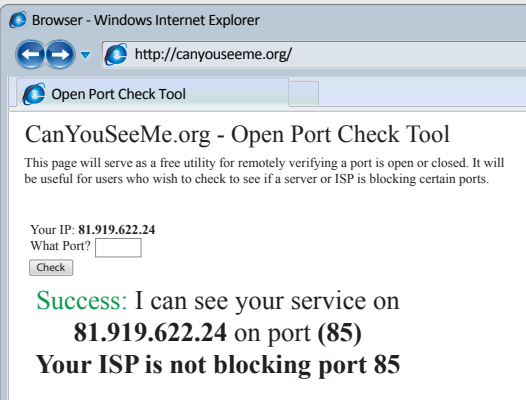 Browser - Windows Internet Explorer
http://canyouseeme.org/
Open Port Check Tool
CanYouSeeMe.org - Open Port Check Tool
This page will serve as a free utility for remotely verifying a port is open or closed. It will
be useful for users who wish to check to see if a server or ISP is blocking certain ports.
Your IP: 81.919.622.24
What Port?
Check
Success: I can see your service on
81.919.622.24 on port (85)
Your ISP is not blocking port 85